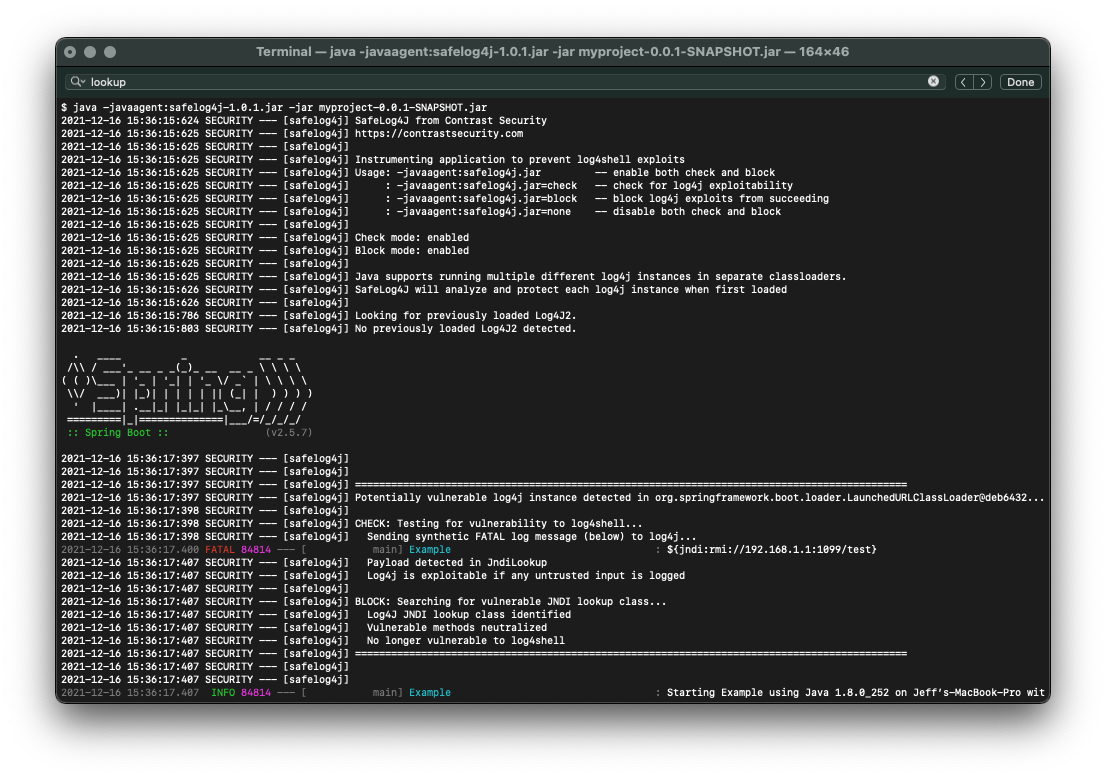 Terminal — java -javaagent:safelog4j-1.0.1.jar -jar myproject-0.0.1-SNAPSHOT.jar — 164×46
lookup
Done
$ java -javaagent:safelog4j-1.0.1.jar -jar myproject-0.0.1-SNAPSHOT.jar
2021-12-16 15:36:15:624 SECURITY --- [safelog4j] SafeLog4J from Contrast Security
2021-12-16 15:36:15:625 SECURITY --- [safelog4j] https://contrastsecurity.com
2021-12-16 15:36:15:625 SECURITY --- [safelog4j]
2021-12-16 15:36:15:625 SECURITY --- [safelog4j] Instrumenting application to prevent log4shell exploits
2021-12-16 15:36:15:625 SECURITY --- [safelog4j] Usage: -javaagent:safelog4j.jar         -- enable both check and block
2021-12-16 15:36:15:625 SECURITY --- [safelog4j]      : -javaagent:safelog4j.jar=check   -- check for log4j exploitability
2021-12-16 15:36:15:625 SECURITY --- [safelog4j]      : -javaagent:safelog4j.jar=block   -- block log4j exploits from succeeding
2021-12-16 15:36:15:625 SECURITY --- [safelog4j]      : -javaagent:safelog4j.jar=none    -- disable both check and block
2021-12-16 15:36:15:625 SECURITY --- [safelog4j]
2021-12-16 15:36:15:625 SECURITY --- [safelog4j] Check mode: enabled
2021-12-16 15:36:15:625 SECURITY --- [safelog4j] Block mode: enabled
2021-12-16 15:36:15:625 SECURITY --- [safelog4j]
2021-12-16 15:36:15:625 SECURITY --- [safelog4j] Java supports running multiple different log4j instances in separate classloaders.
2021-12-16 15:36:15:626 SECURITY --- [safelog4j] SafeLog4J will analyze and protect each log4j instance when first loaded
2021-12-16 15:36:15:626 SECURITY --- [safelog4j]
2021-12-16 15:36:15:786 SECURITY --- [safelog4j] Looking for previously loaded Log4J2.
2021-12-16 15:36:15:803 SECURITY --- [safelog4j] No previously loaded Log4J2 detected.
  .   ____          _            __ _ _
 /\\ / ___'_ __ _ _(_)_ __  __ _ \ \ \ \
( ( )\___ | '_ | '_| | '_ \/ _` | \ \ \ \
 \\/  ___)| |_)| | | | | || (_| |  ) ) ) )
  '  |____| .__|_| |_|_| |_\__, | / / / /
 =========|_|==============|___/=/_/_/_/
 :: Spring Boot ::                (v2.5.7)
2021-12-16 15:36:17:397 SECURITY --- [safelog4j]
2021-12-16 15:36:17:397 SECURITY --- [safelog4j]
2021-12-16 15:36:17:397 SECURITY --- [safelog4j] ============================================================================================
2021-12-16 15:36:17:397 SECURITY --- [safelog4j] Potentially vulnerable log4j instance detected in org.springframework.boot.loader.LaunchedURLClassLoader@deb6432...
2021-12-16 15:36:17:398 SECURITY --- [safelog4j]
2021-12-16 15:36:17:398 SECURITY --- [safelog4j] CHECK: Testing for vulnerability to log4shell...
2021-12-16 15:36:17:398 SECURITY --- [safelog4j]   Sending synthetic FATAL log message (below) to log4j...
2021-12-16 15:36:17.400 FATAL 84814 --- [           main] Example                                  : ${jndi:rmi://192.168.1.1:1099/test}
2021-12-16 15:36:17:407 SECURITY --- [safelog4j]   Payload detected in JndiLookup
2021-12-16 15:36:17:407 SECURITY --- [safelog4j]   Log4j is exploitable if any untrusted input is logged
2021-12-16 15:36:17:407 SECURITY --- [safelog4j]
2021-12-16 15:36:17:407 SECURITY --- [safelog4j] BLOCK: Searching for vulnerable JNDI lookup class...
2021-12-16 15:36:17:407 SECURITY --- [safelog4j]   Log4J JNDI lookup class identified
2021-12-16 15:36:17:407 SECURITY --- [safelog4j]   Vulnerable methods neutralized
2021-12-16 15:36:17:407 SECURITY --- [safelog4j]   No longer vulnerable to log4shell
2021-12-16 15:36:17:407 SECURITY --- [safelog4j] ============================================================================================
2021-12-16 15:36:17:407 SECURITY --- [safelog4j]
2021-12-16 15:36:17:407 SECURITY --- [safelog4j]
2021-12-16 15:36:17.407  INFO 84814 --- [           main] Example                                  : Starting Example using Java 1.8.0_252 on Jeff's-MacBook-Pro wit